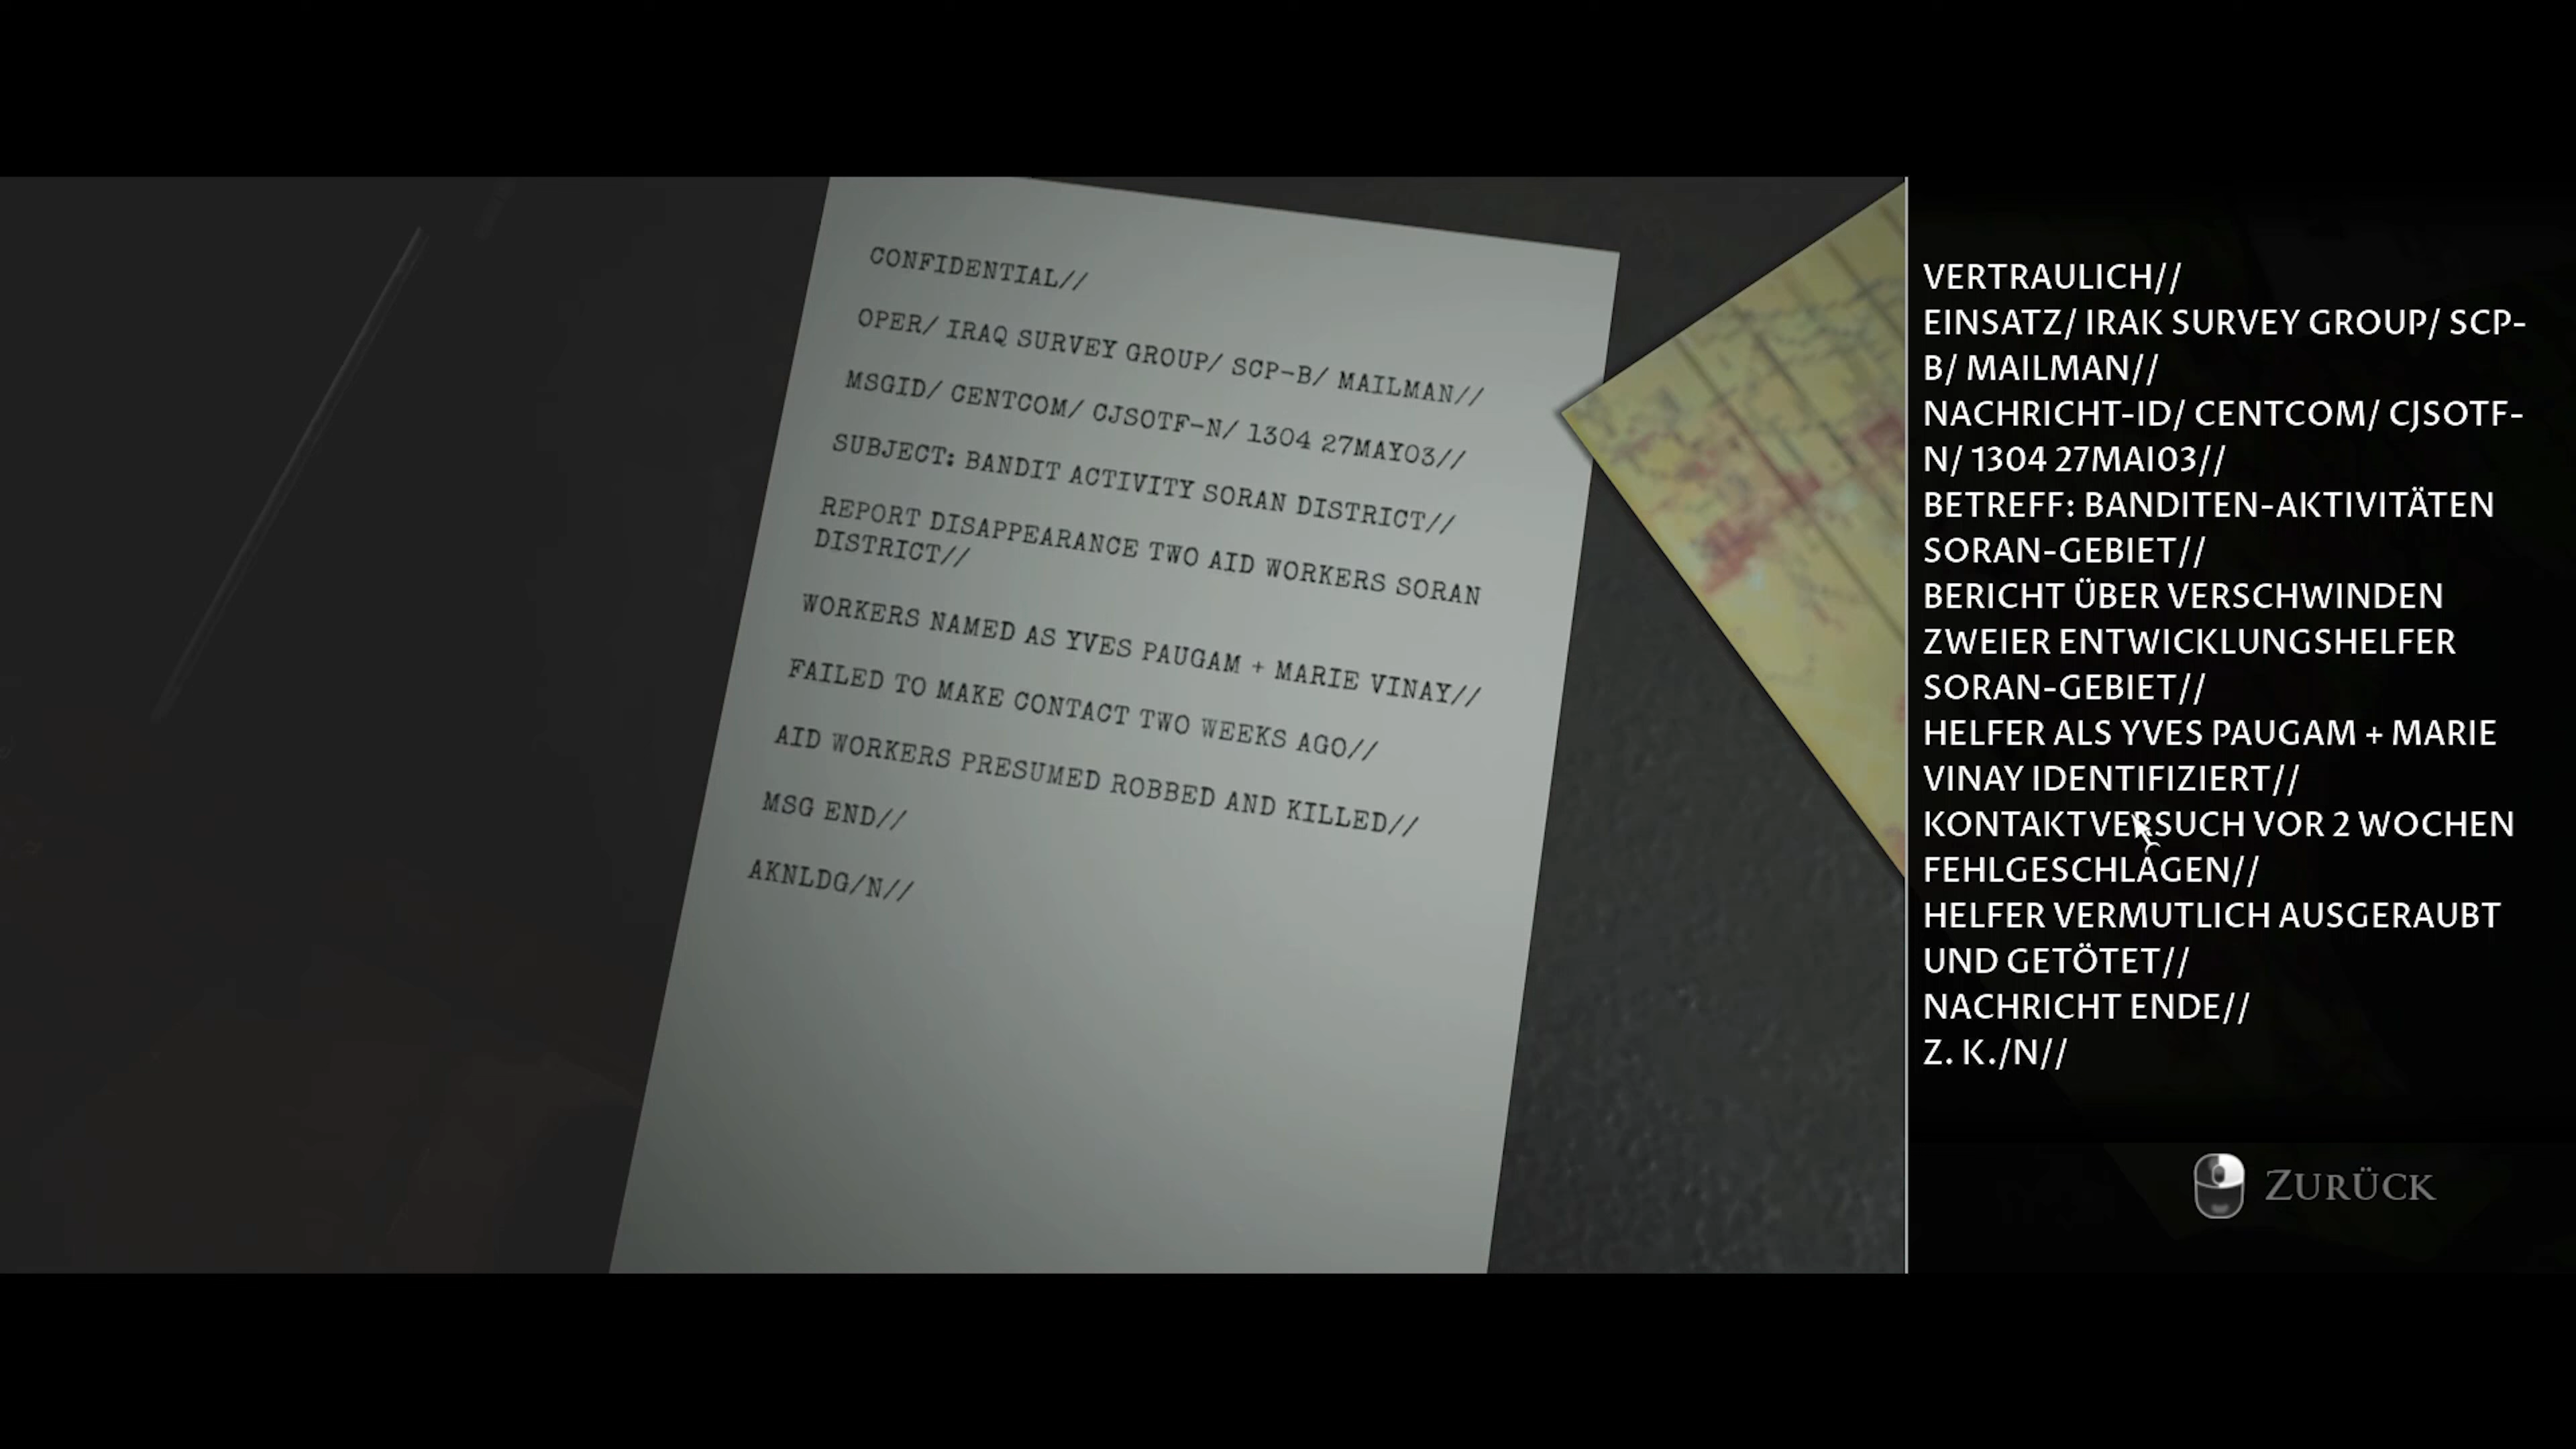 CONFIDENTIAL//
OPER/ IRAQ SURVEY GROUP/ SCP-B/ MAILMAN//
MSGID/ CENTCOM/ CJSOTF-N/ 1304 27MAY03//
SUBJECT: BANDIT ACTIVITY SORAN DISTRICT//
REPORT DISAPPEARANCE TWO AID WORKERS SORAN
DISTRICT//
WORKERS NAMED AS YVES PAUGAM + MARIE VINAY//
FAILED TO MAKE CONTACT TWO WEEKS AGO//
AID WORKERS PRESUMED ROBBED AND KILLED//
MSG END//
AKNLDG/N//
VERTRAULICH//
EINSATZ/ IRAK SURVEY GROUP/ SCP-
B/ MAILMAN//
NACHRICHT-ID/ CENTCOM/ CJSOTF-
N/ 1304 27MAI03//
BETREFF: BANDITEN-AKTIVITÄTEN
SORAN-GEBIET//
BERICHT ÜBER VERSCHWINDEN
ZWEIER ENTWICKLUNGSHELFER
SORAN-GEBIET//
HELFER ALS YVES PAUGAM + MARIE
VINAY IDENTIFIZIERT//
KONTAKTVERSUCH VOR 2 WOCHEN
FEHLGESCHLAGEN//
HELFER VERMUTLICH AUSGERAUBT
UND GETÖTET//
NACHRICHT ENDE//
Z. K./N//
ZURÜCK